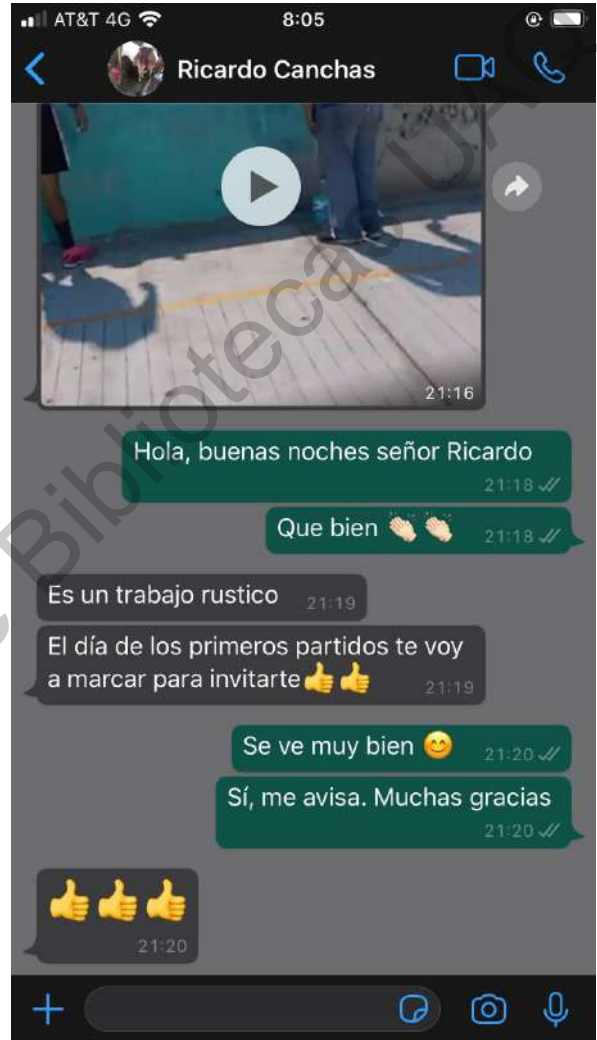 AT&T 4G 8:05
Ricardo Canchas
21:16
Hola, buenas noches señor Ricardo
21:18
Que bien 👏🏻 👏🏻 21:18
Es un trabajo rustico 21:19
El día de los primeros partidos te voy
a marcar para invitarte👍👍 21:19
Se ve muy bien 😊 21:20
Sí, me avisa. Muchas gracias
21:20
👍👍👍
21:20
Bibliotecas UAQ